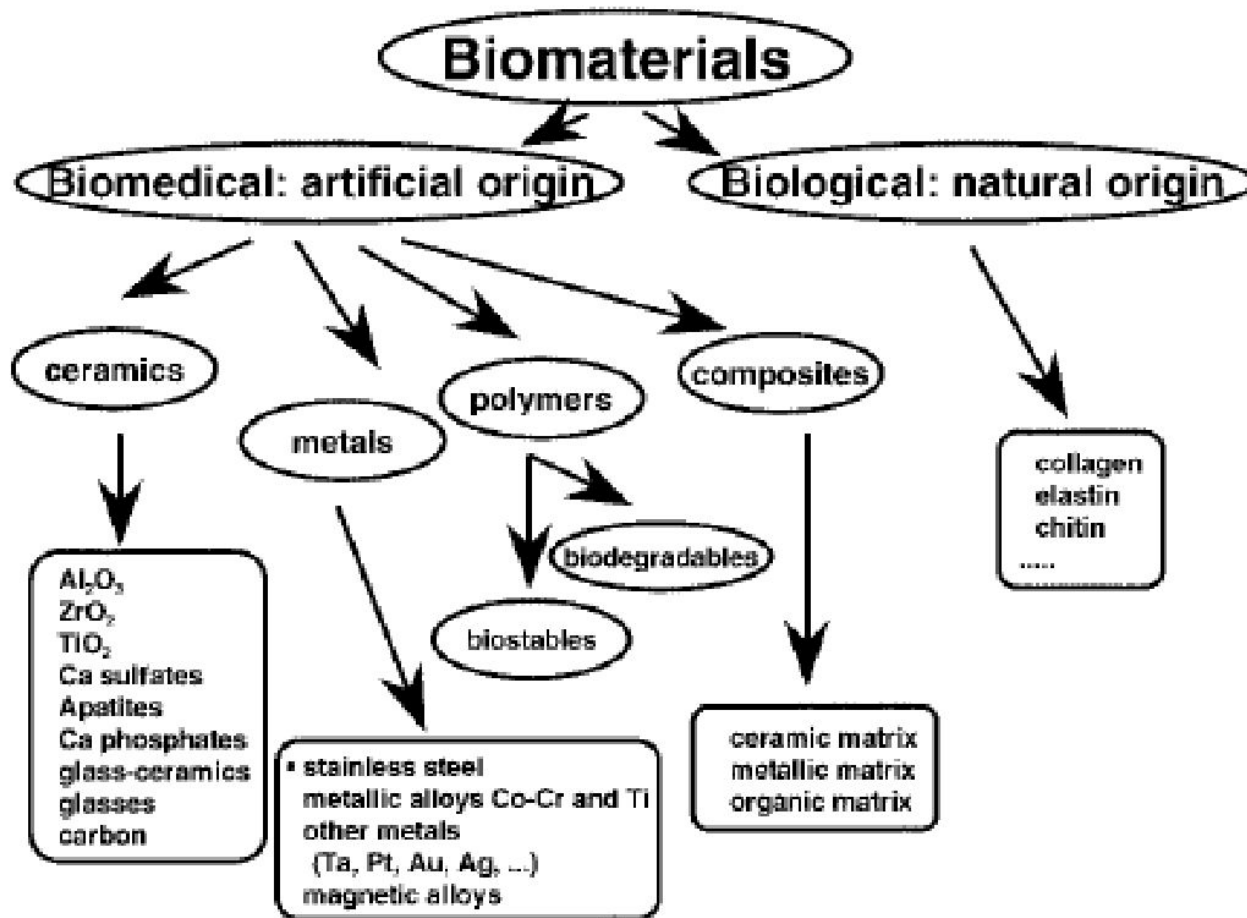 Biomaterials
Biomedical: artificial origin
Biological: natural origin
ceramics
metals
polymers
composites
biodegradables
biostables
collagen
elastin
chitin
.....
Al₂O₃
ZrO₂
TiO₂
Ca sulfates
Apatites
Ca phosphates
glass-ceramics
glasses
carbon
▪ stainless steel
metallic alloys Co-Cr and Ti
other metals
(Ta, Pt, Au, Ag, ...)
magnetic alloys
ceramic matrix
metallic matrix
organic matrix